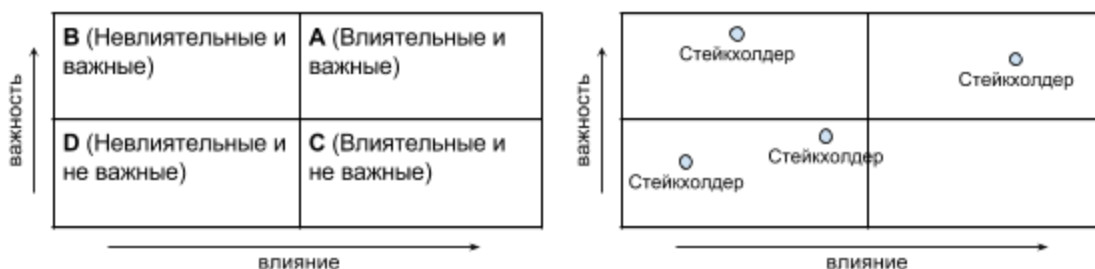 важность
B (Невлиятельные и
важные)
A (Влиятельные и
важные)
D (Невлиятельные и
не важные)
C (Влиятельные и
не важные)
влияние
важность
Стейкхолдер
Стейкхолдер
Стейкхолдер
Стейкхолдер
влияние